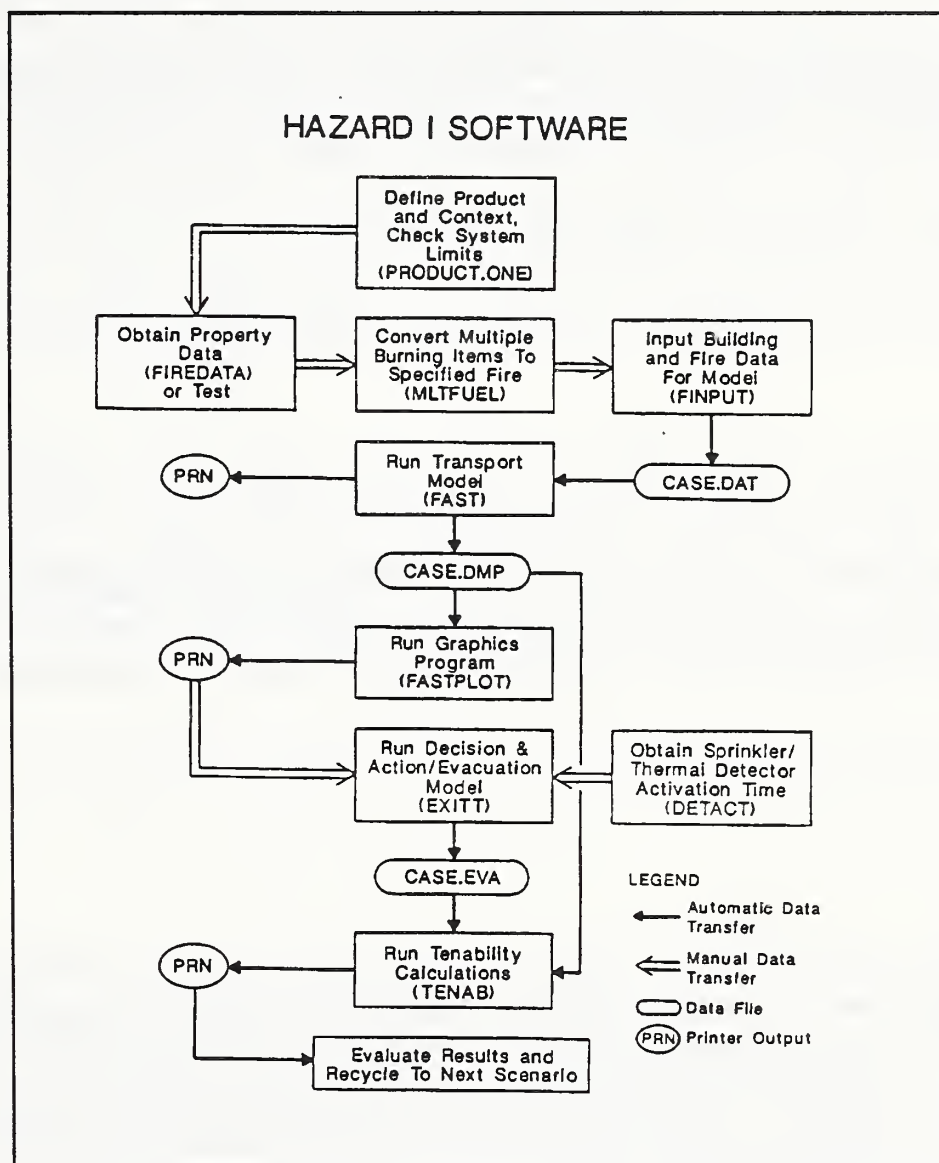 HAZARD I SOFTWARE
Define Product
and Context,
Check System
Limits
(PRODUCT.ONE)
Obtain Property
Data
(FIREDATA)
or Test
Convert Multiple
Burning Items To
Specified Fire
(MLTFUEL)
Input Building
and Fire Data
For Model
(FINPUT)
PRN
Run Transport
Model
(FAST)
CASE.DAT
CASE.DMP
PRN
Run Graphics
Program
(FASTPLOT)
Run Decision &
Action/Evacuation
Model
(EXITT)
Obtain Sprinkler/
Thermal Detector
Activation Time
(DETACT)
CASE.EVA
PRN
Run Tenability
Calculations
(TENAB)
Evaluate Results and
Recycle To Next Scenario
LEGEND
Automatic Data
Transfer
Manual Data
Transfer
Data File
PRN Printer Output